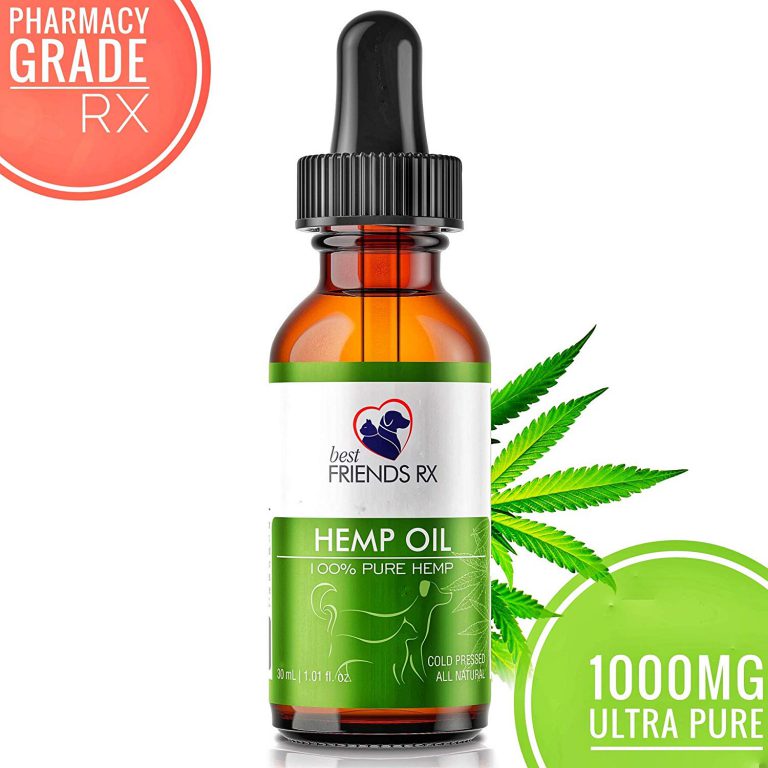 PHARMACY
GRADE
RX
best
FRIENDS RX
HEMP OIL
100% PURE HEMP
COLD PRESSED
30 mL | 1.01 fl. oz.
ALL NATURAL
1000MG
ULTRA PURE